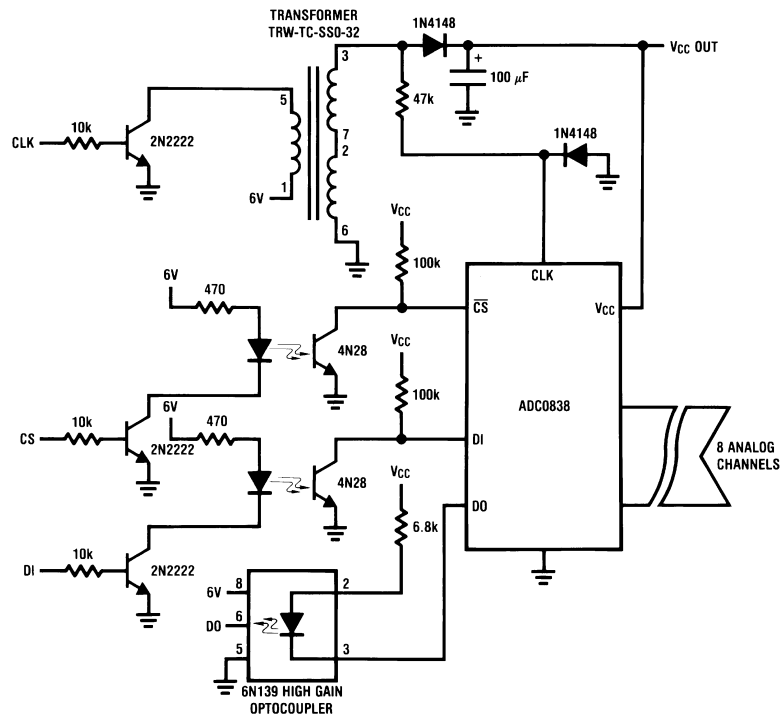 TRANSFORMER
TRW-TC-SSO-32
1N4148
3
VCC OUT
+
100 μF
5
47k
10k
CLK
2N2222
7
2
1N4148
1
6V
6
VCC
100k
CLK
6V
470
CS
VCC
4N28
VCC
ADC0838
100k
10k
6V
470
CS
2N2222
DI
8 ANALOG
CHANNELS
4N28
VCC
DO
6.8k
10k
DI
2N2222
8
2
6V
6
DO
5
3
6N139 HIGH GAIN
OPTOCOUPLER